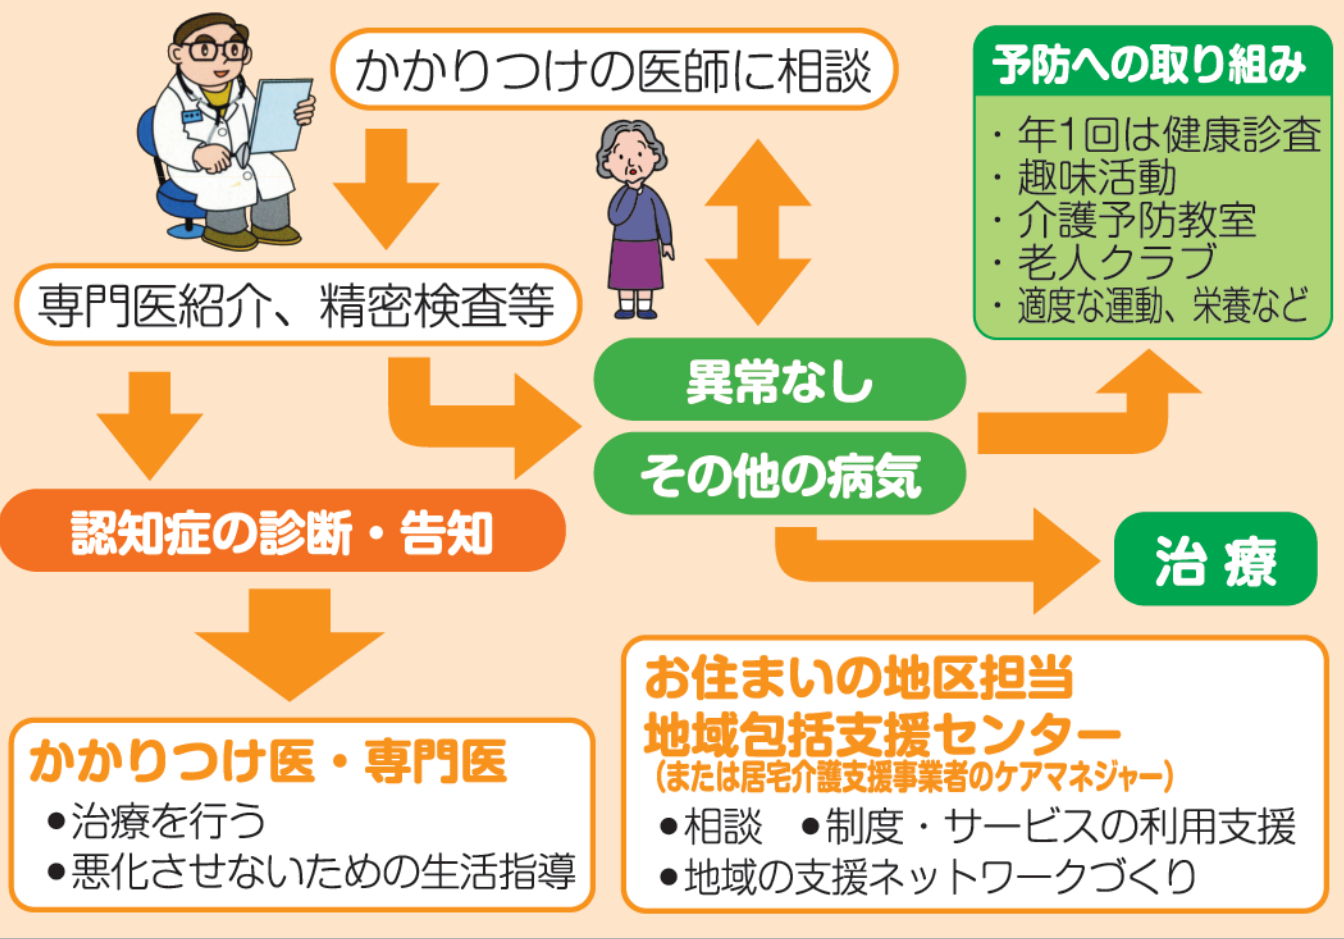 かかりつけの医師に相談
予防への取り組み
・年1回は健康診査
・趣味活動
・介護予防教室
・老人クラブ
・適度な運動、栄養など
専門医紹介、精密検査等
異常なし
その他の病気
認知症の診断・告知
治療
かかりつけ医・専門医
●治療を行う
●悪化させないための生活指導
お住まいの地区担当
地域包括支援センター
（または居宅介護支援事業者のケアマネジャー）
●相談　●制度・サービスの利用支援
●地域の支援ネットワークづくり